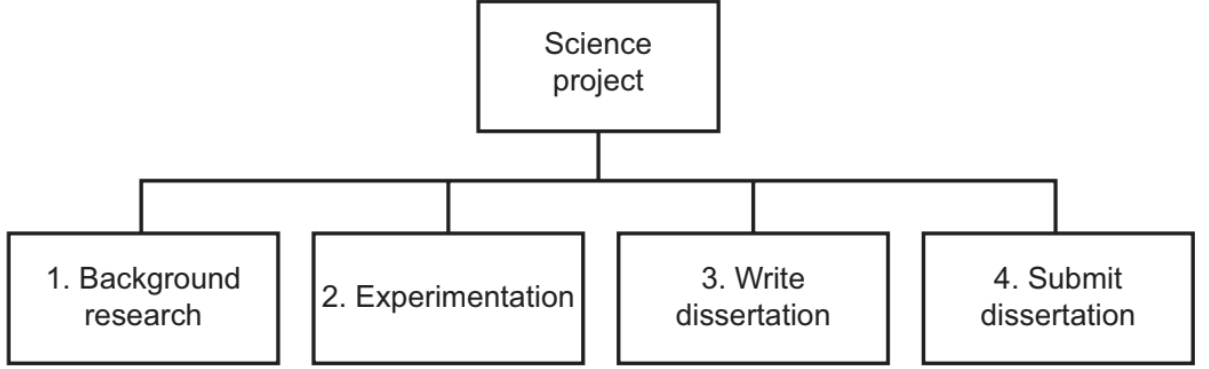 Science
project
1. Background
research
2. Experimentation
3. Write
dissertation
4. Submit
dissertation